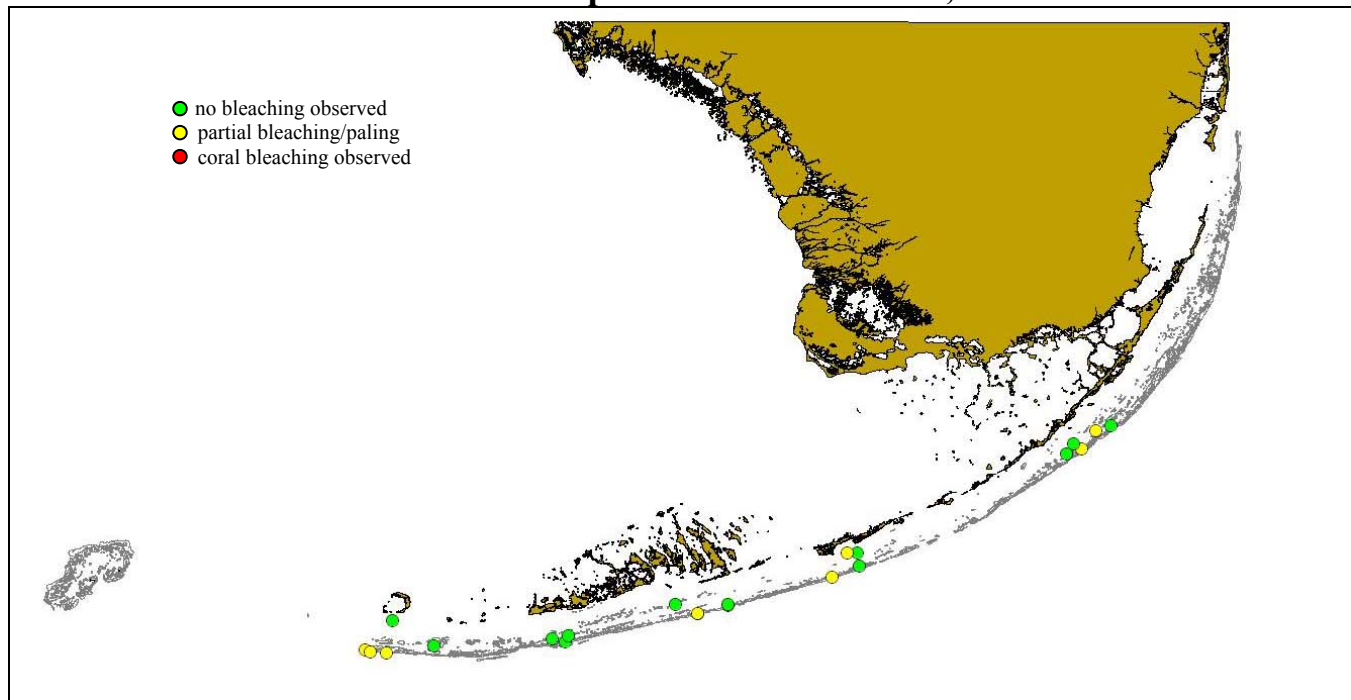 no bleaching observed
partial bleaching/paling
coral bleaching observed